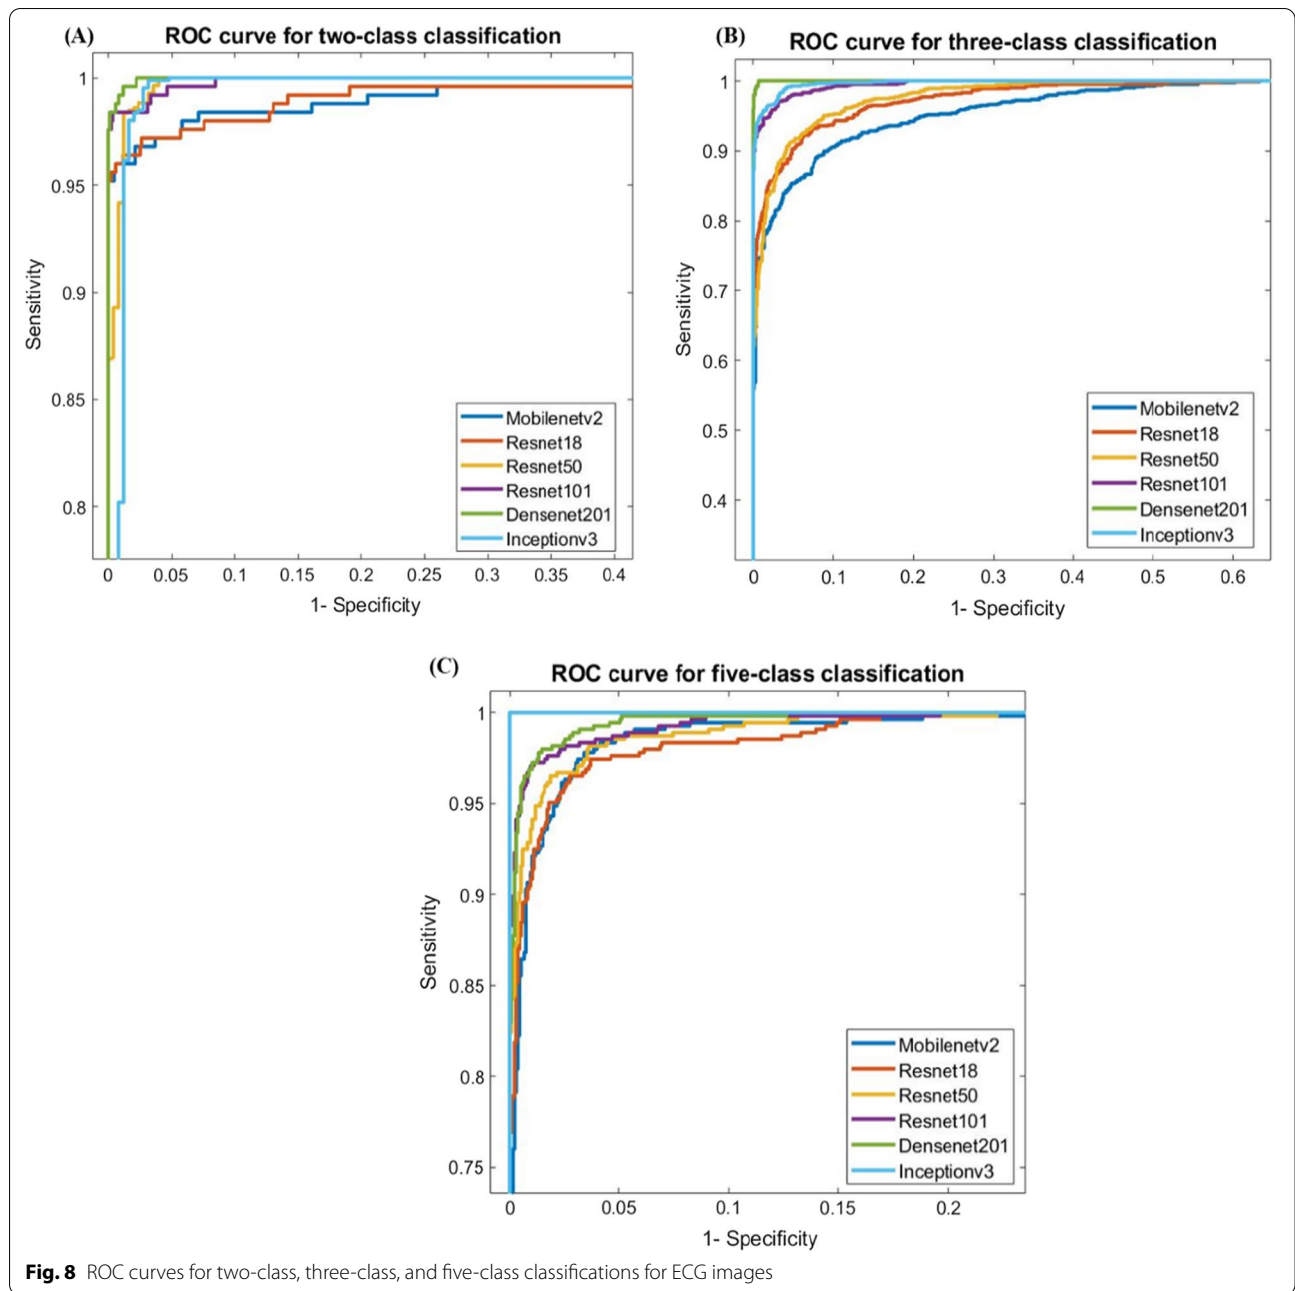 (A)
ROC curve for two-class classification
1
0.95
0.9
0.85
0.8
Sensitivity
Mobilenetv2
Resnet18
Resnet50
Resnet101
Densenet201
Inceptionv3
0 0.05 0.1 0.15 0.2 0.25 0.3 0.35 0.4
1- Specificity
(B)
ROC curve for three-class classification
1
0.9
0.8
0.7
0.6
0.5
0.4
Sensitivity
Mobilenetv2
Resnet18
Resnet50
Resnet101
Densenet201
Inceptionv3
0 0.1 0.2 0.3 0.4 0.5 0.6
1- Specificity
(C)
ROC curve for five-class classification
1
0.95
0.9
0.85
0.8
0.75
Sensitivity
Mobilenetv2
Resnet18
Resnet50
Resnet101
Densenet201
Inceptionv3
0 0.05 0.1 0.15 0.2
1- Specificity
Fig. 8 ROC curves for two-class, three-class, and five-class classifications for ECG images